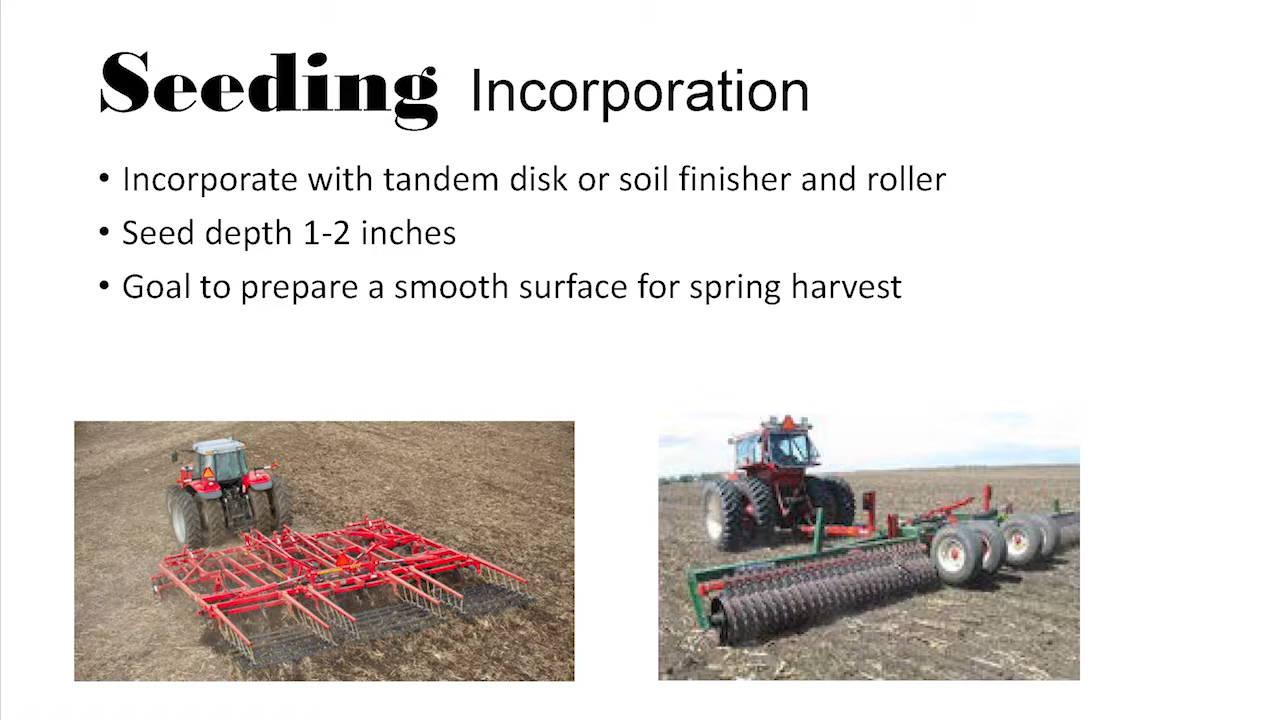 Seeding Incorporation
• Incorporate with tandem disk or soil finisher and roller
• Seed depth 1-2 inches
• Goal to prepare a smooth surface for spring harvest